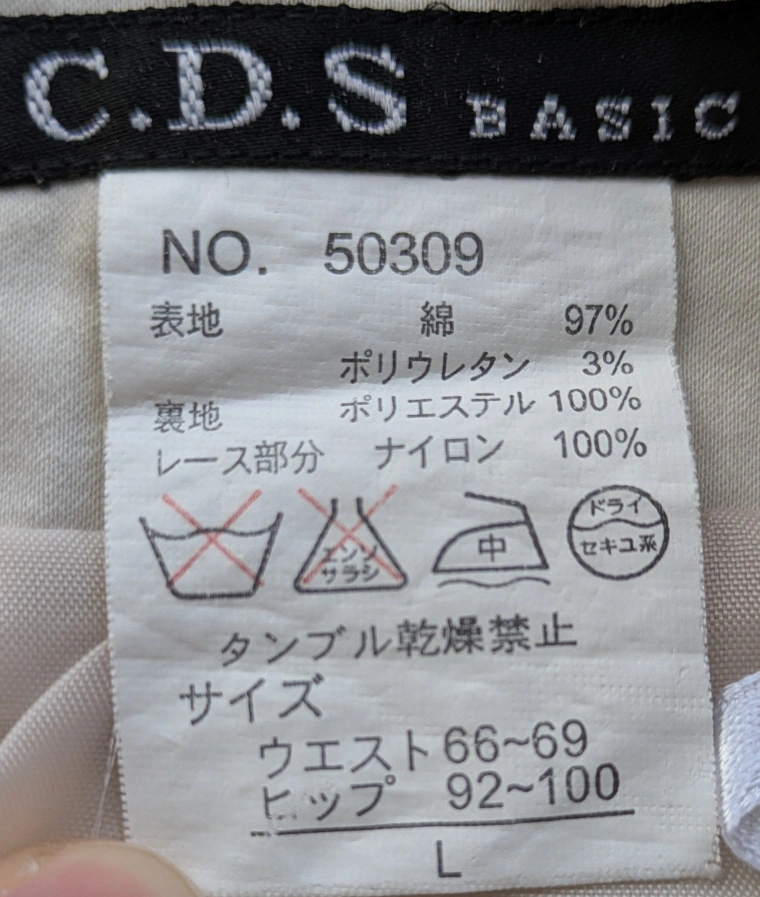 C.D.S BASIC
NO. 50309
表地 綿 97%
ポリウレタン 3%
裏地 ポリエステル 100%
レース部分 ナイロン 100%
エンソ
サラシ
中
ドライ
セキユ系
タンブル乾燥禁止
サイズ
ウエスト 66~69
ヒップ 92~100
L